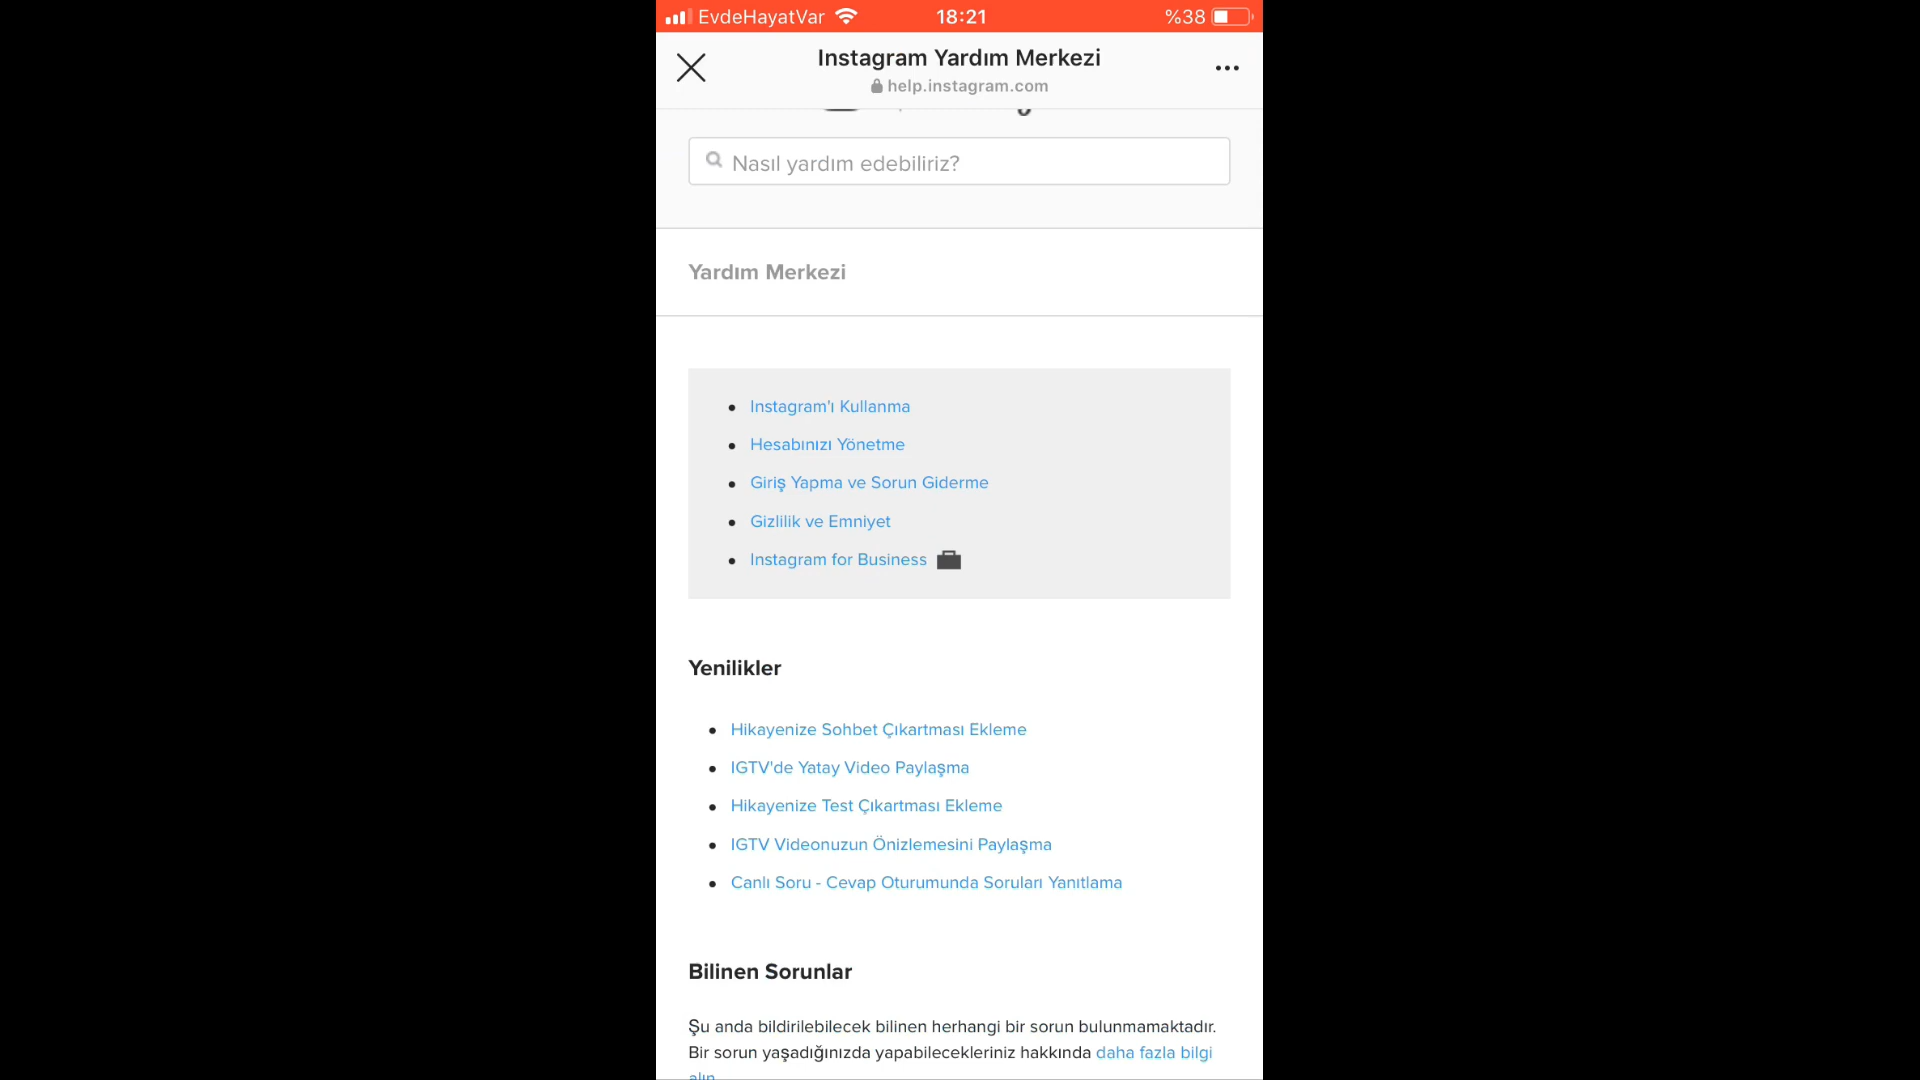 EvdeHayatVar 18:21 %38
Instagram Yardım Merkezi
help.instagram.com
Nasıl yardım edebiliriz?
Yardım Merkezi
Instagram'ı Kullanma
Hesabınızı Yönetme
Giriş Yapma ve Sorun Giderme
Gizlilik ve Emniyet
Instagram for Business
Yenilikler
Hikayenize Sohbet Çıkartması Ekleme
IGTV'de Yatay Video Paylaşma
Hikayenize Test Çıkartması Ekleme
IGTV Videonuzun Önizlemesini Paylaşma
Canlı Soru - Cevap Oturumunda Soruları Yanıtlama
Bilinen Sorunlar
Şu anda bildirilebilecek bilinen herhangi bir sorun bulunmamaktadır.
Bir sorun yaşadığınızda yapabilecekleriniz hakkında daha fazla bilgi
alın